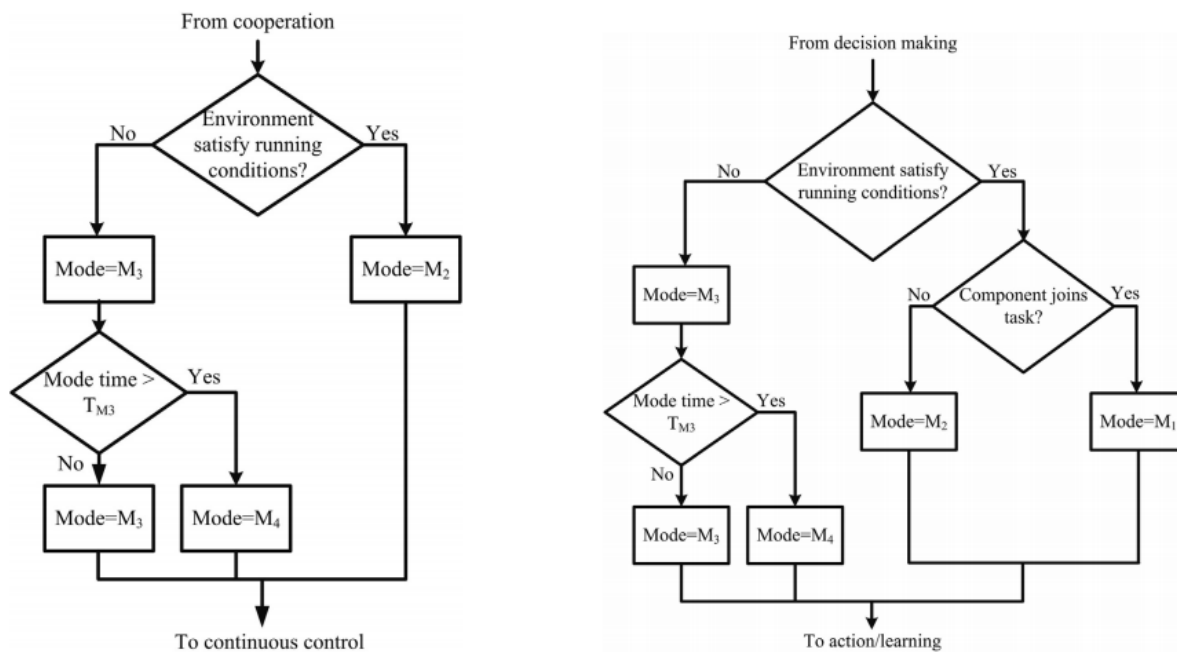 From cooperation
Environment
satisfy running
conditions?
No
Yes
Mode=M₃
Mode=M₂
Mode time >
T_M3
Yes
No
Mode=M₃
Mode=M₄
To continuous control
From decision making
Environment satisfy
running conditions?
No
Yes
Mode=M₃
Component joins
task?
No
Yes
Mode time >
T_M3
Yes
No
Mode=M₂
Mode=M₁
Mode=M₃
Mode=M₄
To action/learning